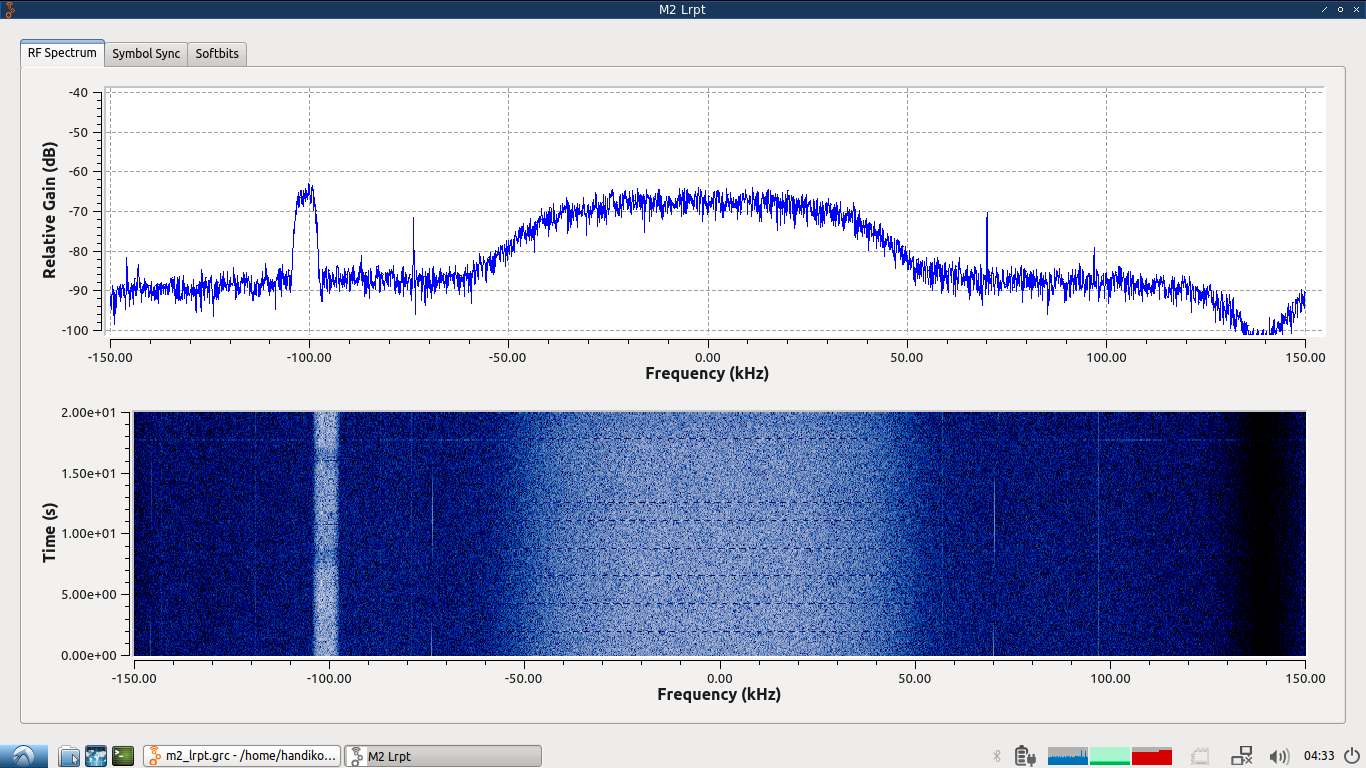 M2 Lrpt
RF Spectrum Symbol Sync Softbits
-40
-50
-60
-70
-80
-90
-100
Relative Gain (dB)
-150.00 -100.00 -50.00 0.00 50.00 100.00 150.00
Frequency (kHz)
2.00e+01
1.50e+01
1.00e+01
5.00e+00
0.00e+00
Time (s)
-150.00 -100.00 -50.00 0.00 50.00 100.00 150.00
Frequency (kHz)
m2_lrpt.grc - /home/handiko... M2 Lrpt 04:33